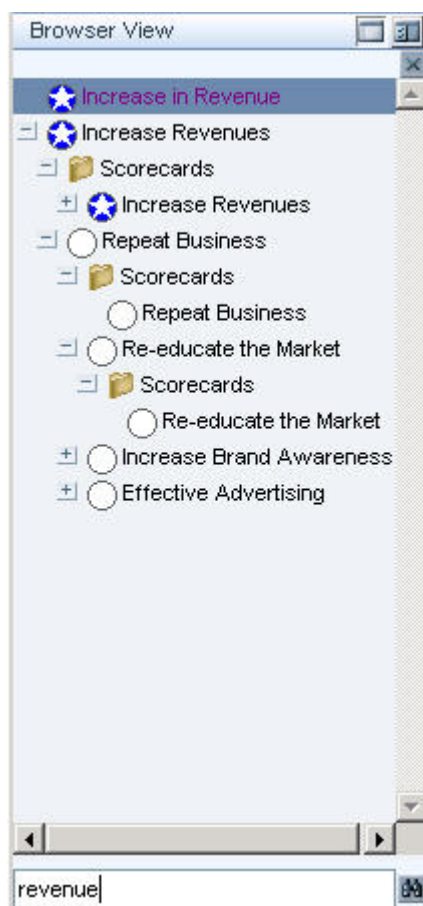 Browser View
Increase in Revenue
Increase Revenues
Scorecards
Increase Revenues
Repeat Business
Scorecards
Repeat Business
Re-educate the Market
Scorecards
Re-educate the Market
Increase Brand Awareness
Effective Advertising
revenue